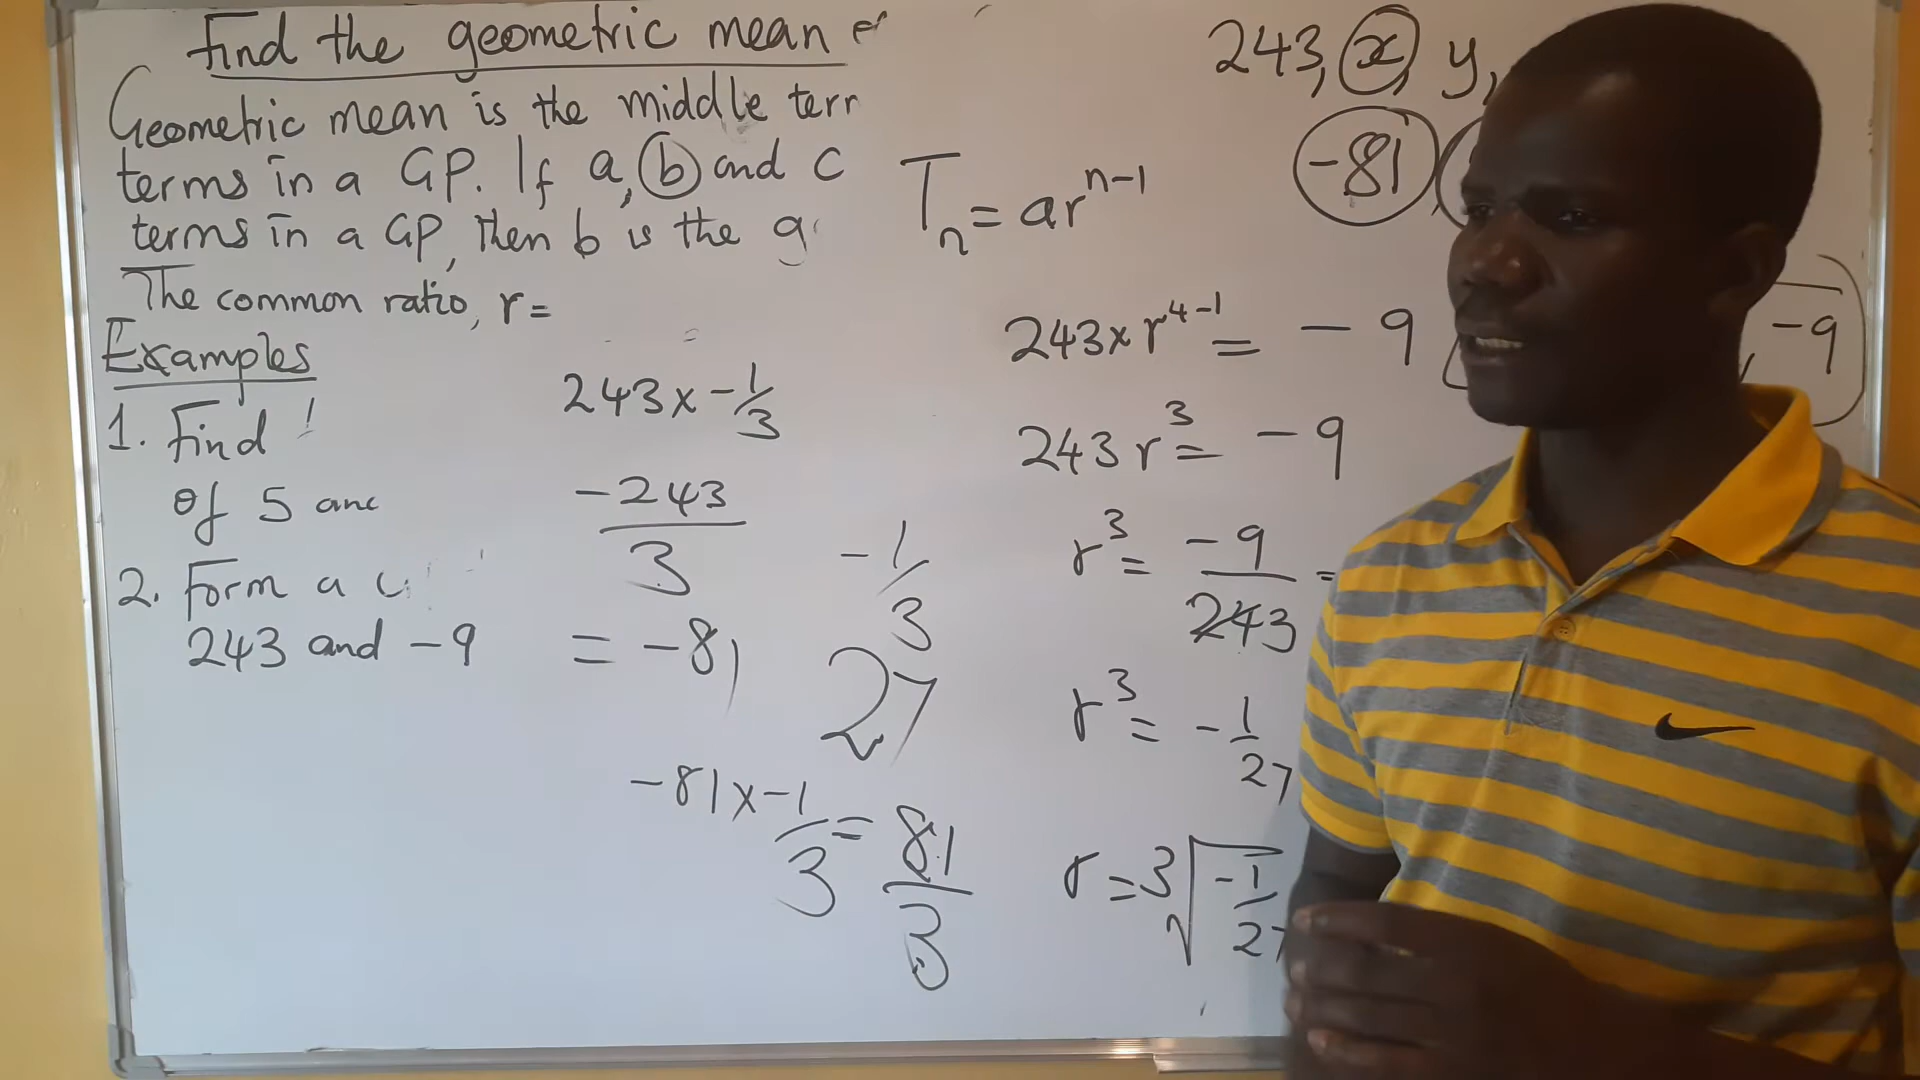 Find the geometric mean
Geometric mean is the middle
terms in a GP. If a, b and c
terms in a GP, then b is the
The common ratio, r =
Examples
1. Find
of 5
2. Form a
243 and -9
243 x -1/3
-243/3
= -81
-1/3
27
-81 x -1/3 = 81/3
Tn = ar^n-1
243 x r^4-1 = -9
243 r^3 = -9
r^3 = -9/243 =
r^3 = -1/27
r = 3√-1/27
243, x, y,
-81
, -9